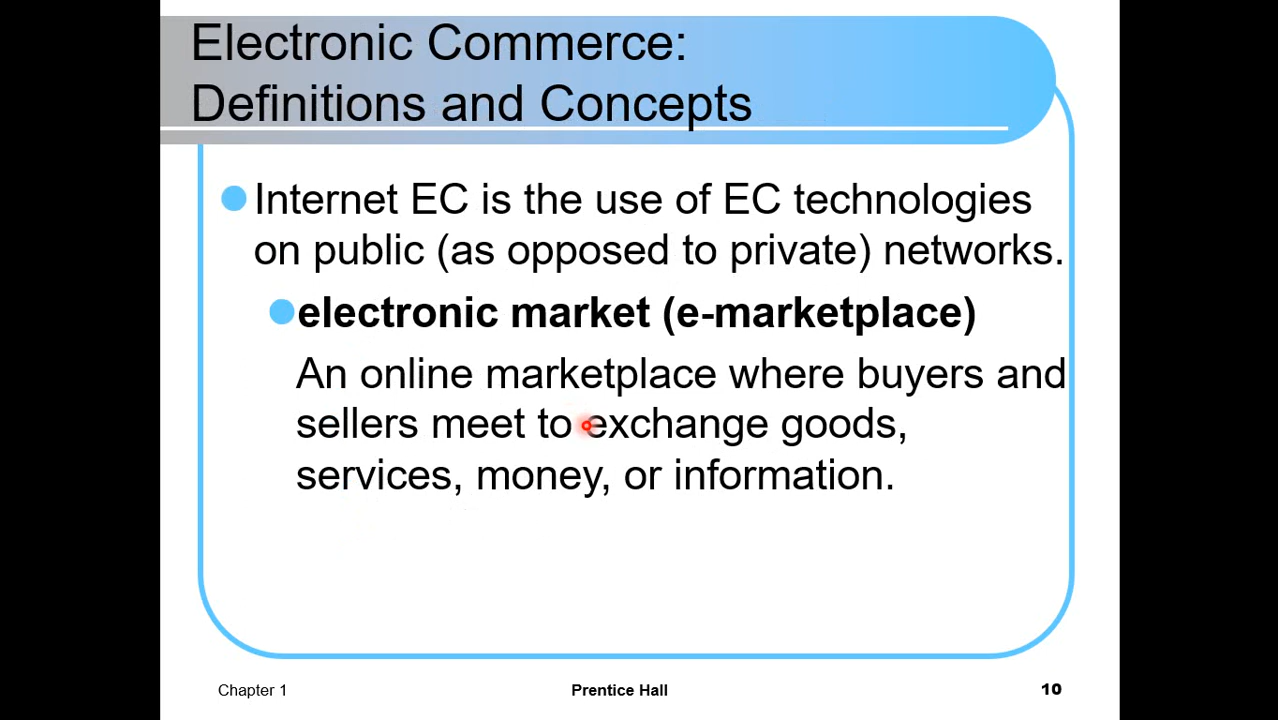 Electronic Commerce:
Definitions and Concepts
Internet EC is the use of EC technologies
on public (as opposed to private) networks.
electronic market (e-marketplace)
An online marketplace where buyers and
sellers meet to exchange goods,
services, money, or information.
Chapter 1
Prentice Hall
10